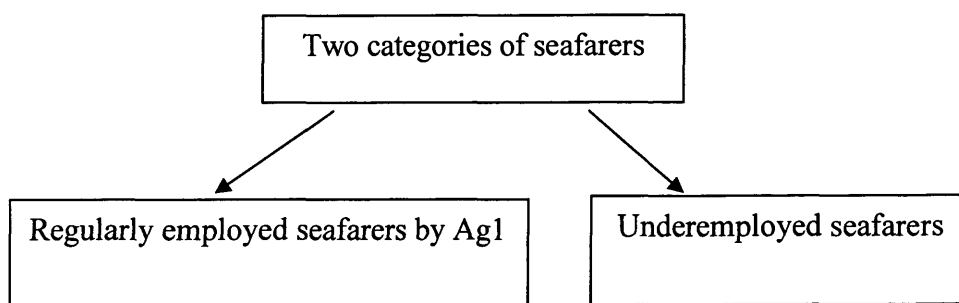 Two categories of seafarers
Regularly employed seafarers by Ag1
Underemployed seafarers